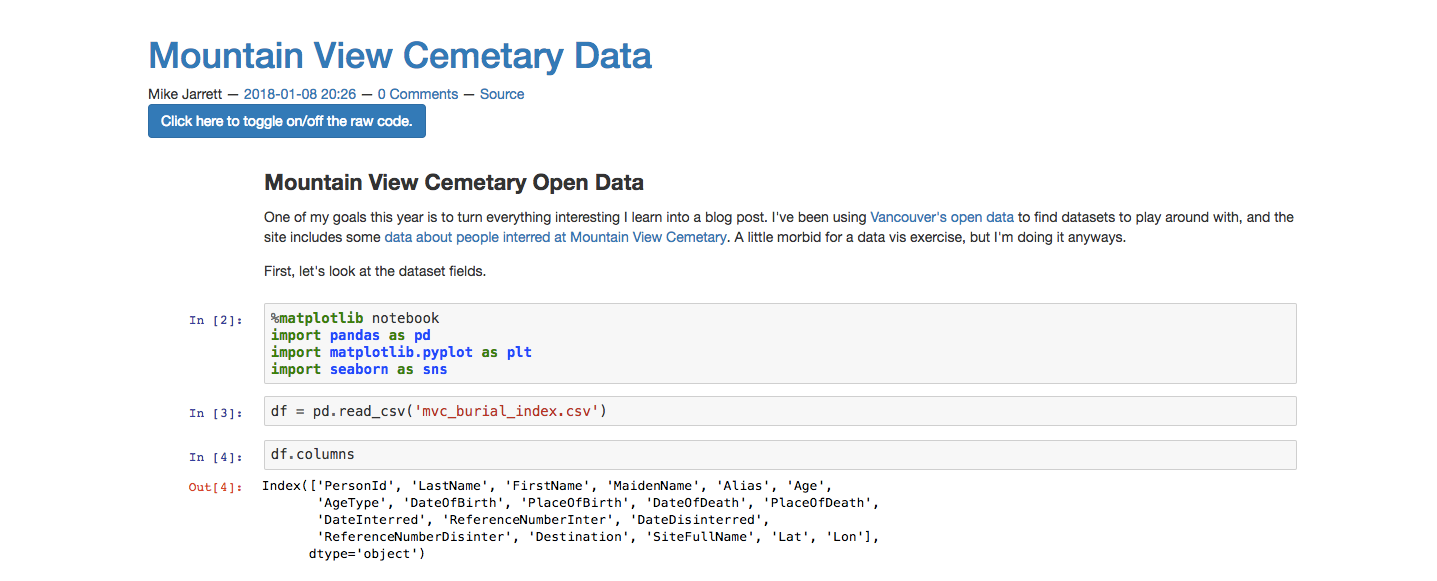 Mountain View Cemetary Data
Mike Jarrett — 2018-01-08 20:26 — 0 Comments — Source
Click here to toggle on/off the raw code.
Mountain View Cemetary Open Data
One of my goals this year is to turn everything interesting I learn into a blog post. I've been using Vancouver's open data to find datasets to play around with, and the
site includes some data about people interred at Mountain View Cemetary. A little morbid for a data vis exercise, but I'm doing it anyways.
First, let's look at the dataset fields.
In [2]: %matplotlib notebook
import pandas as pd
import matplotlib.pyplot as plt
import seaborn as sns
In [3]: df = pd.read_csv('mvc_burial_index.csv')
In [4]: df.columns
Out[4]: Index(['PersonId', 'LastName', 'FirstName', 'MaidenName', 'Alias', 'Age',
'AgeType', 'DateOfBirth', 'PlaceOfBirth', 'DateOfDeath', 'PlaceOfDeath',
'DateInterred', 'ReferenceNumberInter', 'DateDisinterred',
'ReferenceNumberDisinter', 'Destination', 'SiteFullName', 'Lat', 'Lon'],
dtype='object')